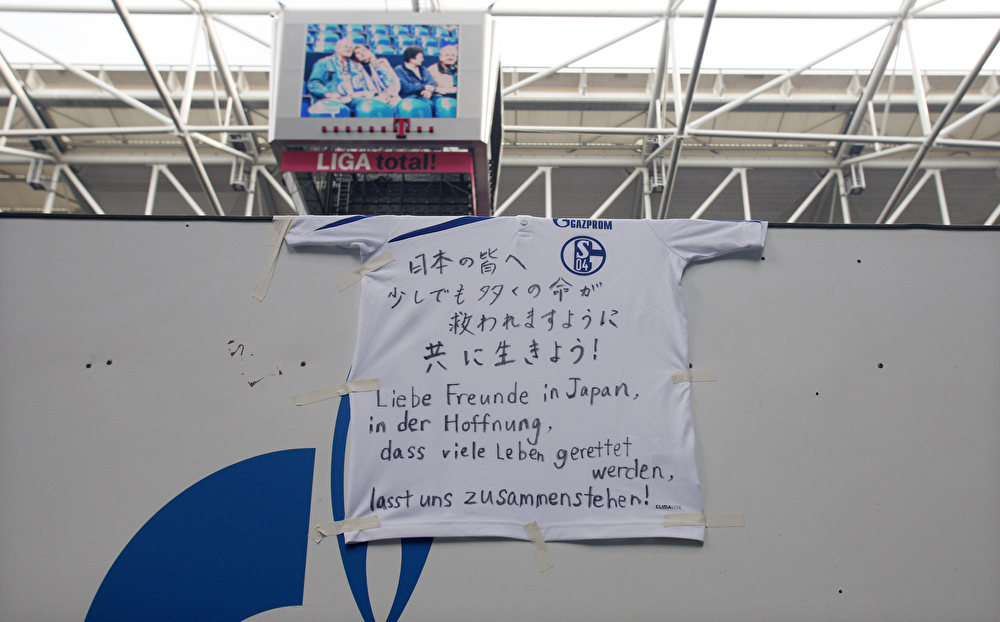 T
LIGA total!
GAZPROM
S
04
日本の皆へ
少しでも多くの命が
救われますように
共に生きよう!
Liebe Freunde in Japan,
in der Hoffnung,
dass viele Leben gerettet
werden,
lasst uns zusammenstehen!
CLIMALITE